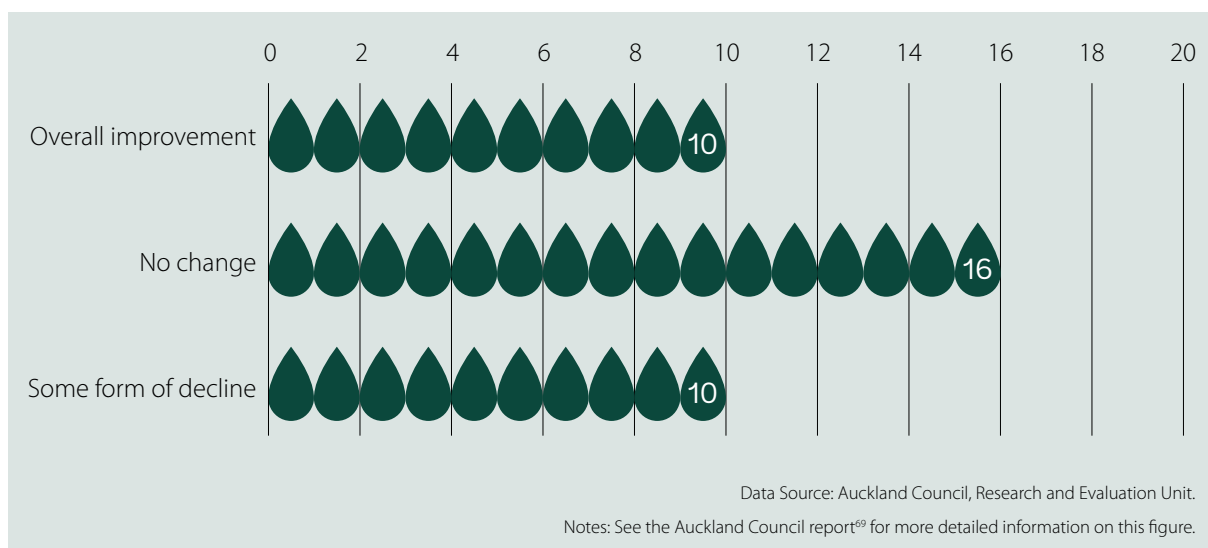 0 2 4 6 8 10 12 14 16 18 20
Overall improvement 10
No change 16
Some form of decline 10
Data Source: Auckland Council, Research and Evaluation Unit.
Notes: See the Auckland Council report⁶⁹ for more detailed information on this figure.